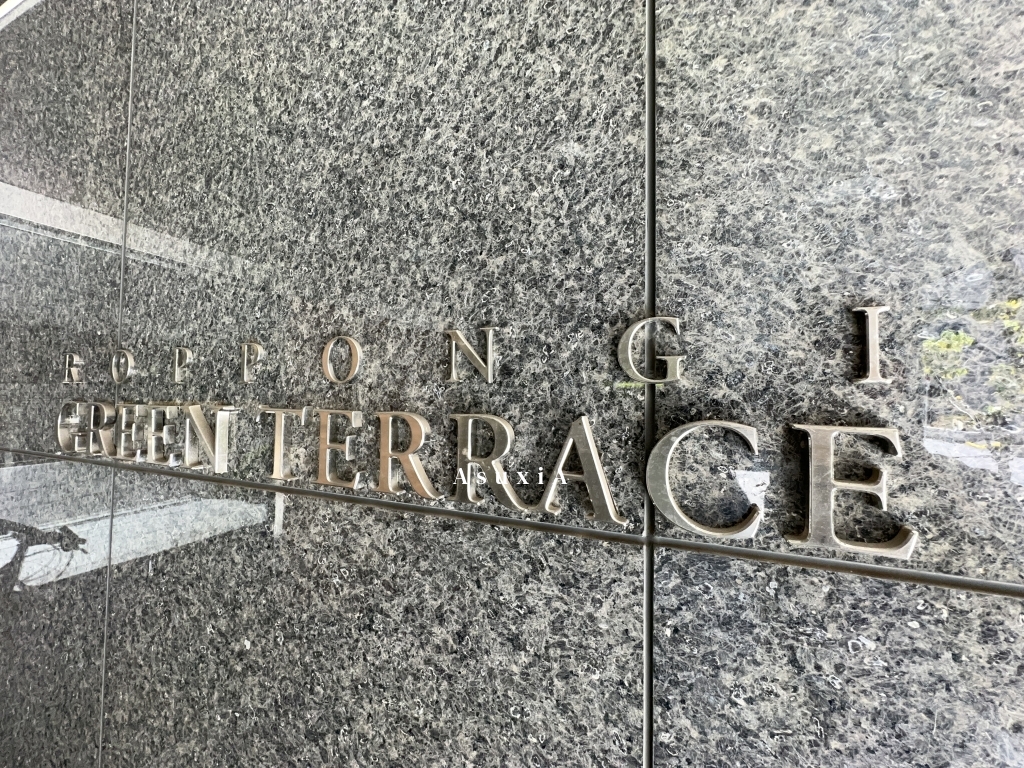 ROPPONGI
GREEN TERRACE
AsuxiA